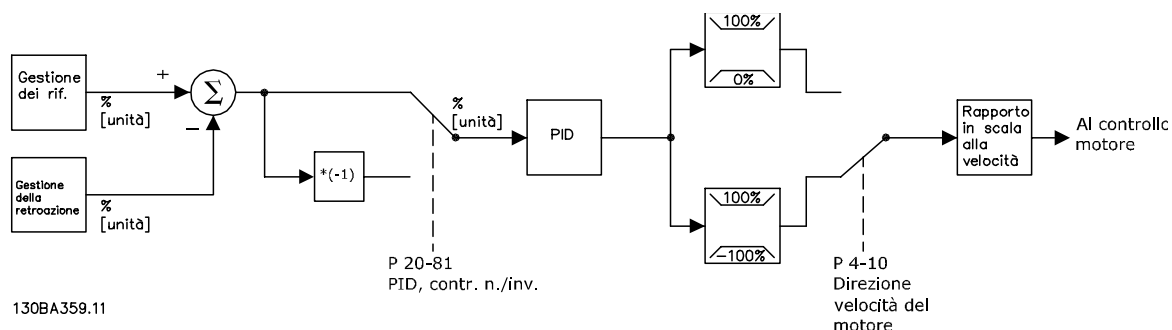 Gestione
dei rif.
+
%
[unità]
Σ
−
Gestione
della
retroazione
%
[unità]
*(-1)
P 20-81
PID, contr. n./inv.
%
[unità]
PID
100%
0%
100%
-100%
P 4-10
Direzione
velocità del
motore
Rapporto
in scala
alla
velocità
Al controllo
motore
130BA359.11